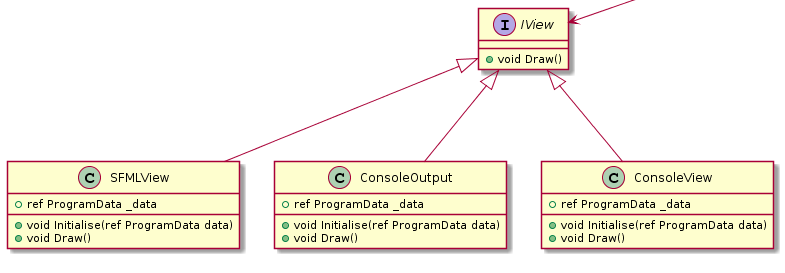 I IView
void Draw()
C SFMLView
ref ProgramData _data
void Initialise(ref ProgramData data)
void Draw()
C ConsoleOutput
ref ProgramData _data
void Initialise(ref ProgramData data)
void Draw()
C ConsoleView
ref ProgramData _data
void Initialise(ref ProgramData data)
void Draw()